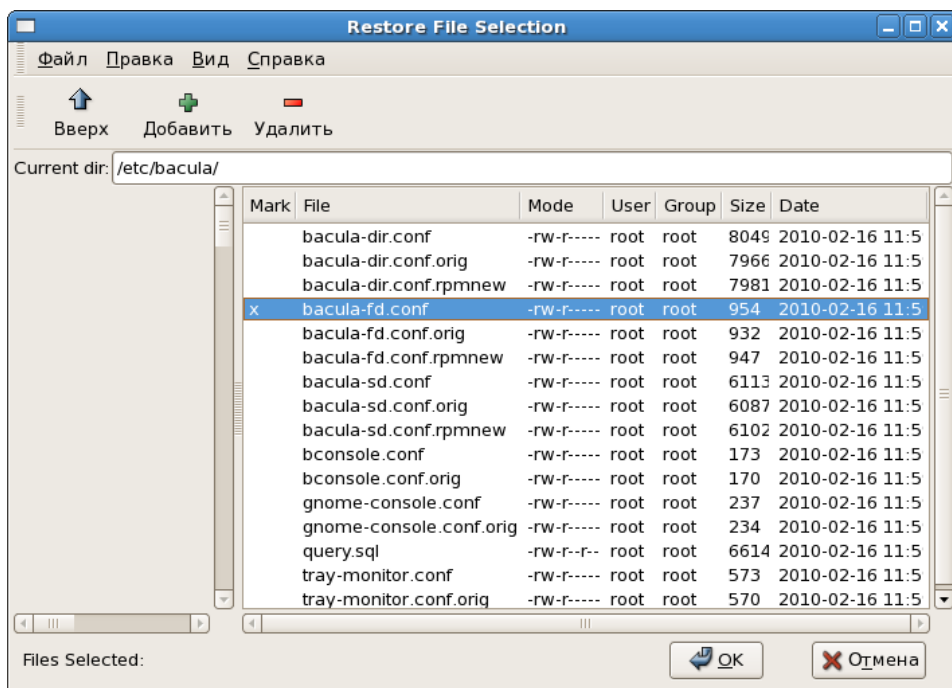 Restore File Selection
Файл Правка Вид Справка
Вверх Добавить Удалить
Current dir: /etc/bacula/
Mark File Mode User Group Size Date
bacula-dir.conf -rw-r----- root root 8049 2010-02-16 11:5
bacula-dir.conf.orig -rw-r----- root root 7966 2010-02-16 11:5
bacula-dir.conf.rpmnew -rw-r----- root root 7981 2010-02-16 11:5
x bacula-fd.conf -rw-r----- root root 954 2010-02-16 11:5
bacula-fd.conf.orig -rw-r----- root root 932 2010-02-16 11:5
bacula-fd.conf.rpmnew -rw-r----- root root 947 2010-02-16 11:5
bacula-sd.conf -rw-r----- root root 6113 2010-02-16 11:5
bacula-sd.conf.orig -rw-r----- root root 6087 2010-02-16 11:5
bacula-sd.conf.rpmnew -rw-r----- root root 6102 2010-02-16 11:5
bconsole.conf -rw-r----- root root 173 2010-02-16 11:5
bconsole.conf.orig -rw-r----- root root 170 2010-02-16 11:5
gnome-console.conf -rw-r----- root root 237 2010-02-16 11:5
gnome-console.conf.orig -rw-r----- root root 234 2010-02-16 11:5
query.sql -rw-r--r-- root root 6614 2010-02-16 11:5
tray-monitor.conf -rw-r----- root root 573 2010-02-16 11:5
tray-monitor.conf.orig -rw-r----- root root 570 2010-02-16 11:5
Files Selected: OK Отмена